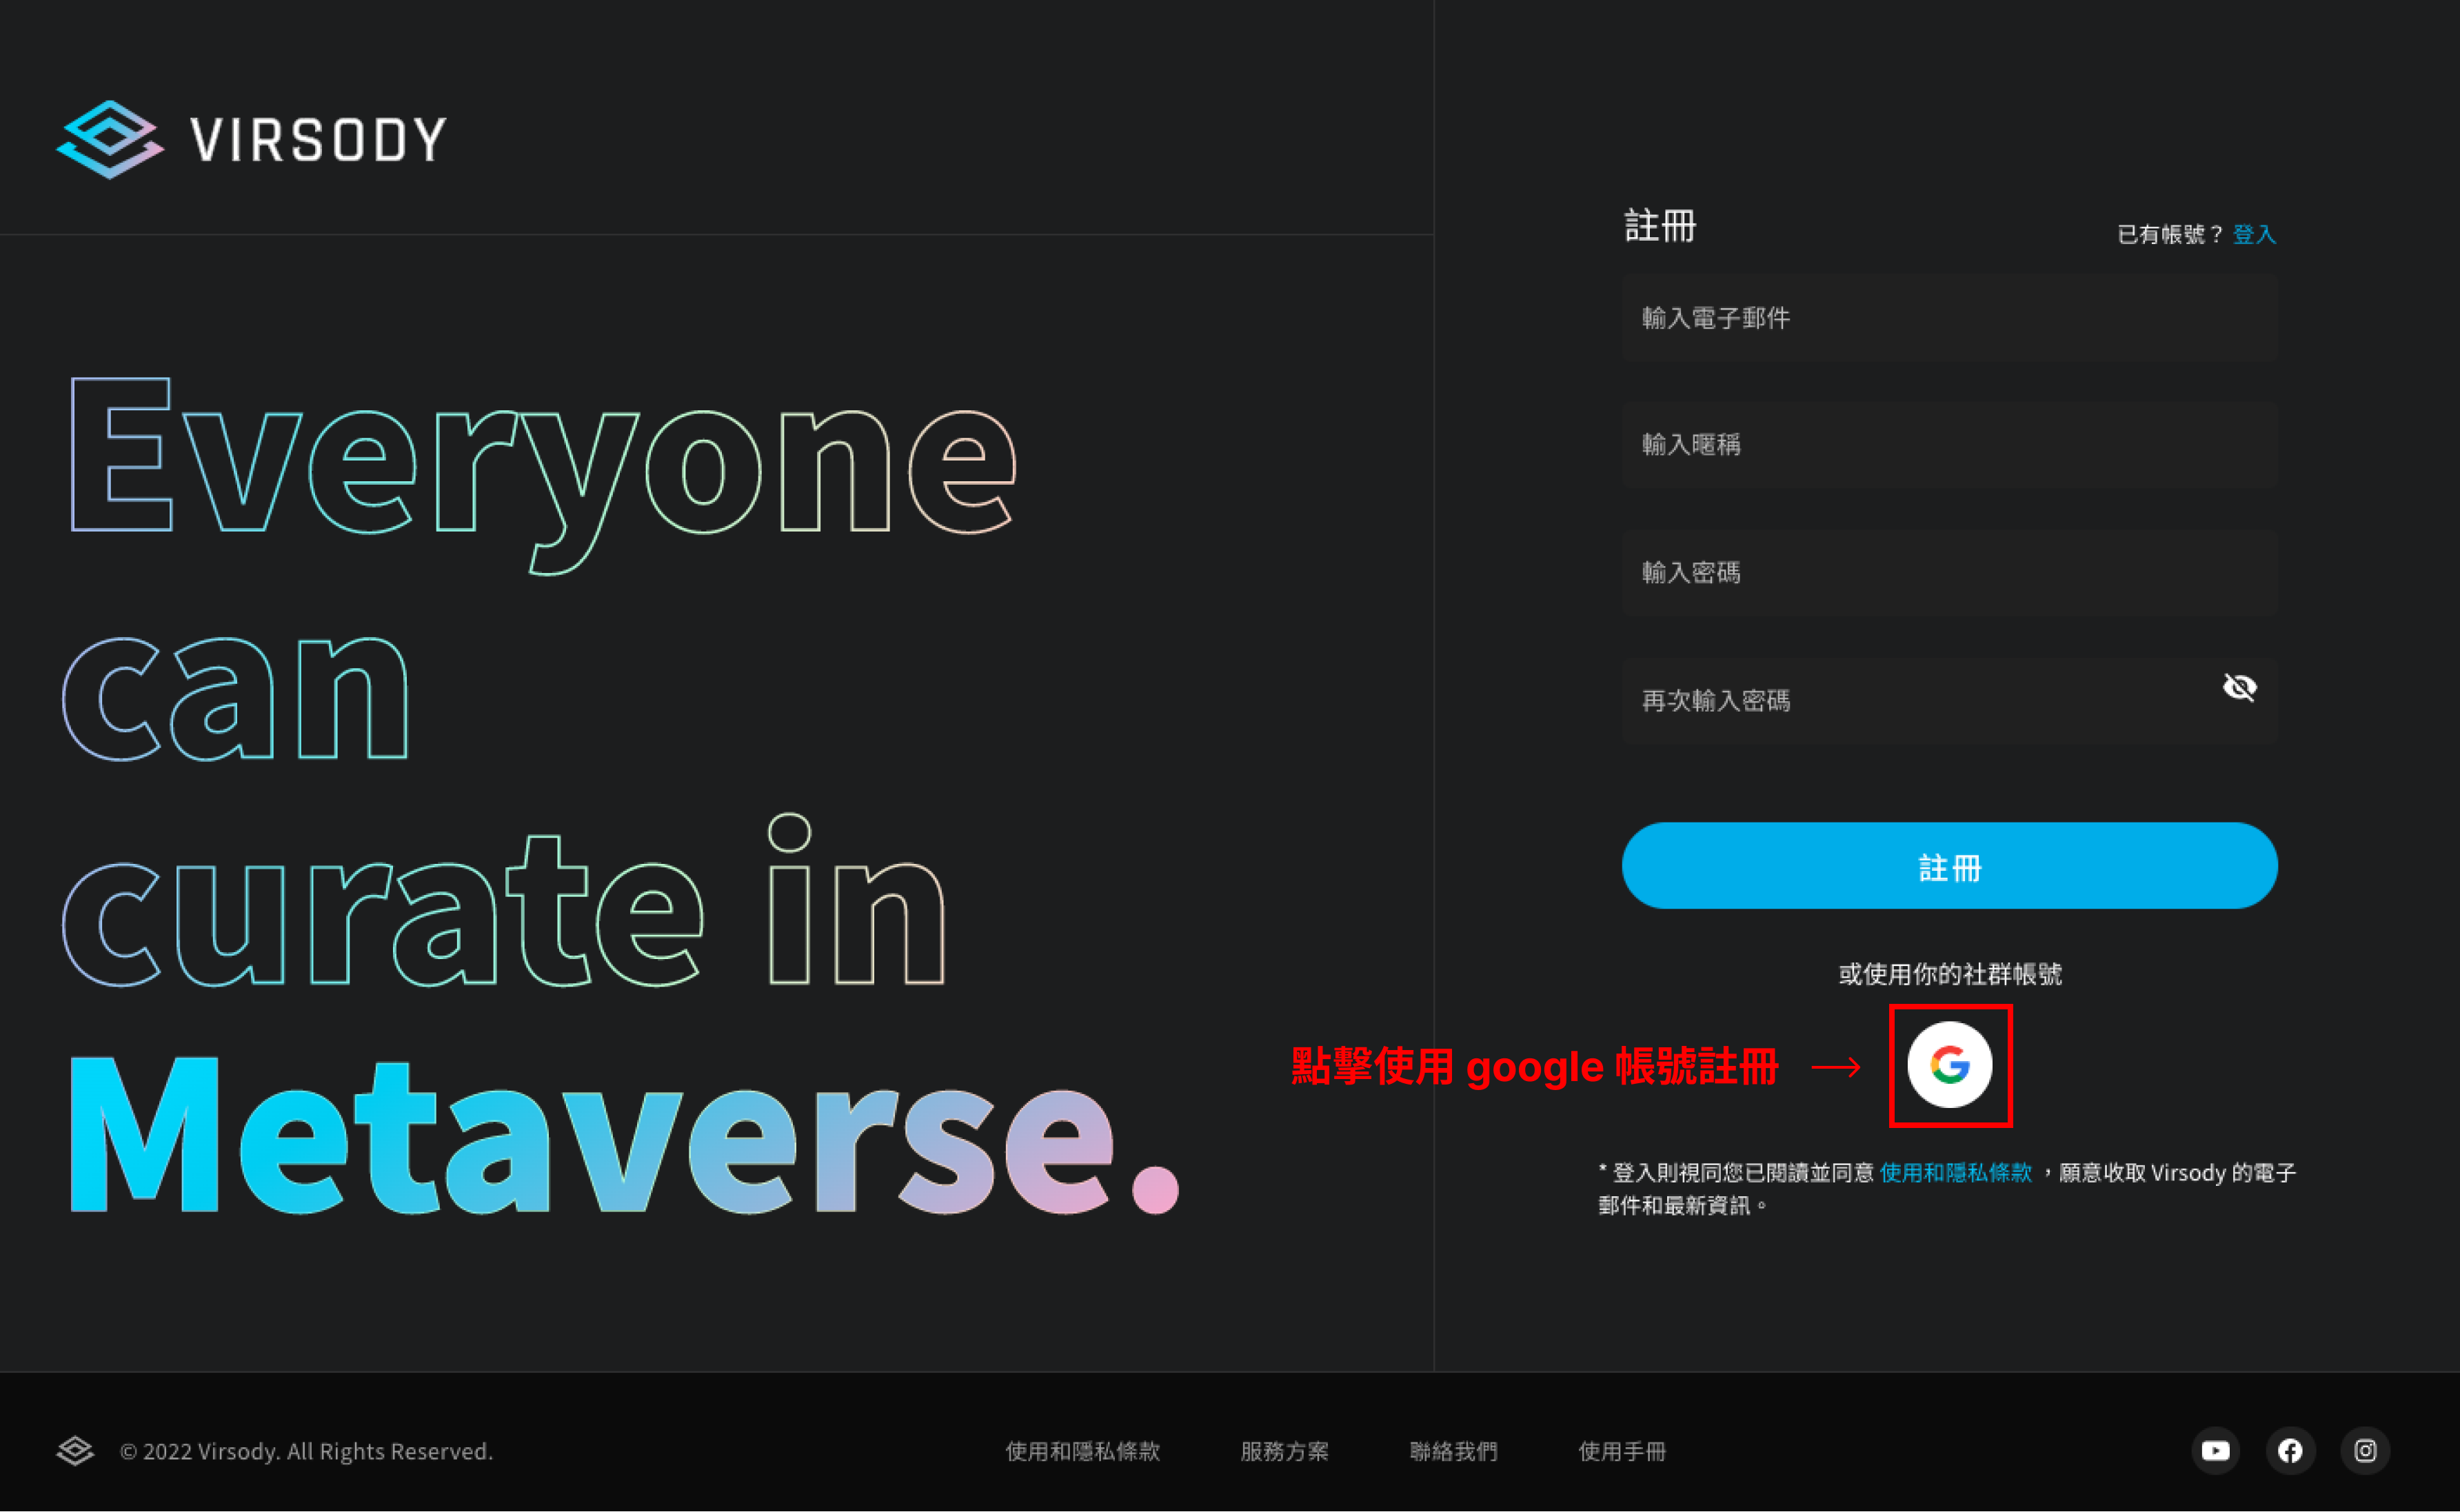 VIRSODY
Everyone
can
curate in
Metaverse.
註冊
已有帳號？ 登入
輸入電子郵件
輸入暱稱
輸入密碼
再次輸入密碼
註冊
或使用你的社群帳號
點擊使用 google 帳號註冊 →
* 登入則視同您已閱讀並同意 使用和隱私條款 ，願意收取 Virsody 的電子
郵件和最新資訊。
© 2022 Virsody. All Rights Reserved.
使用和隱私條款 服務方案 聯絡我們 使用手冊